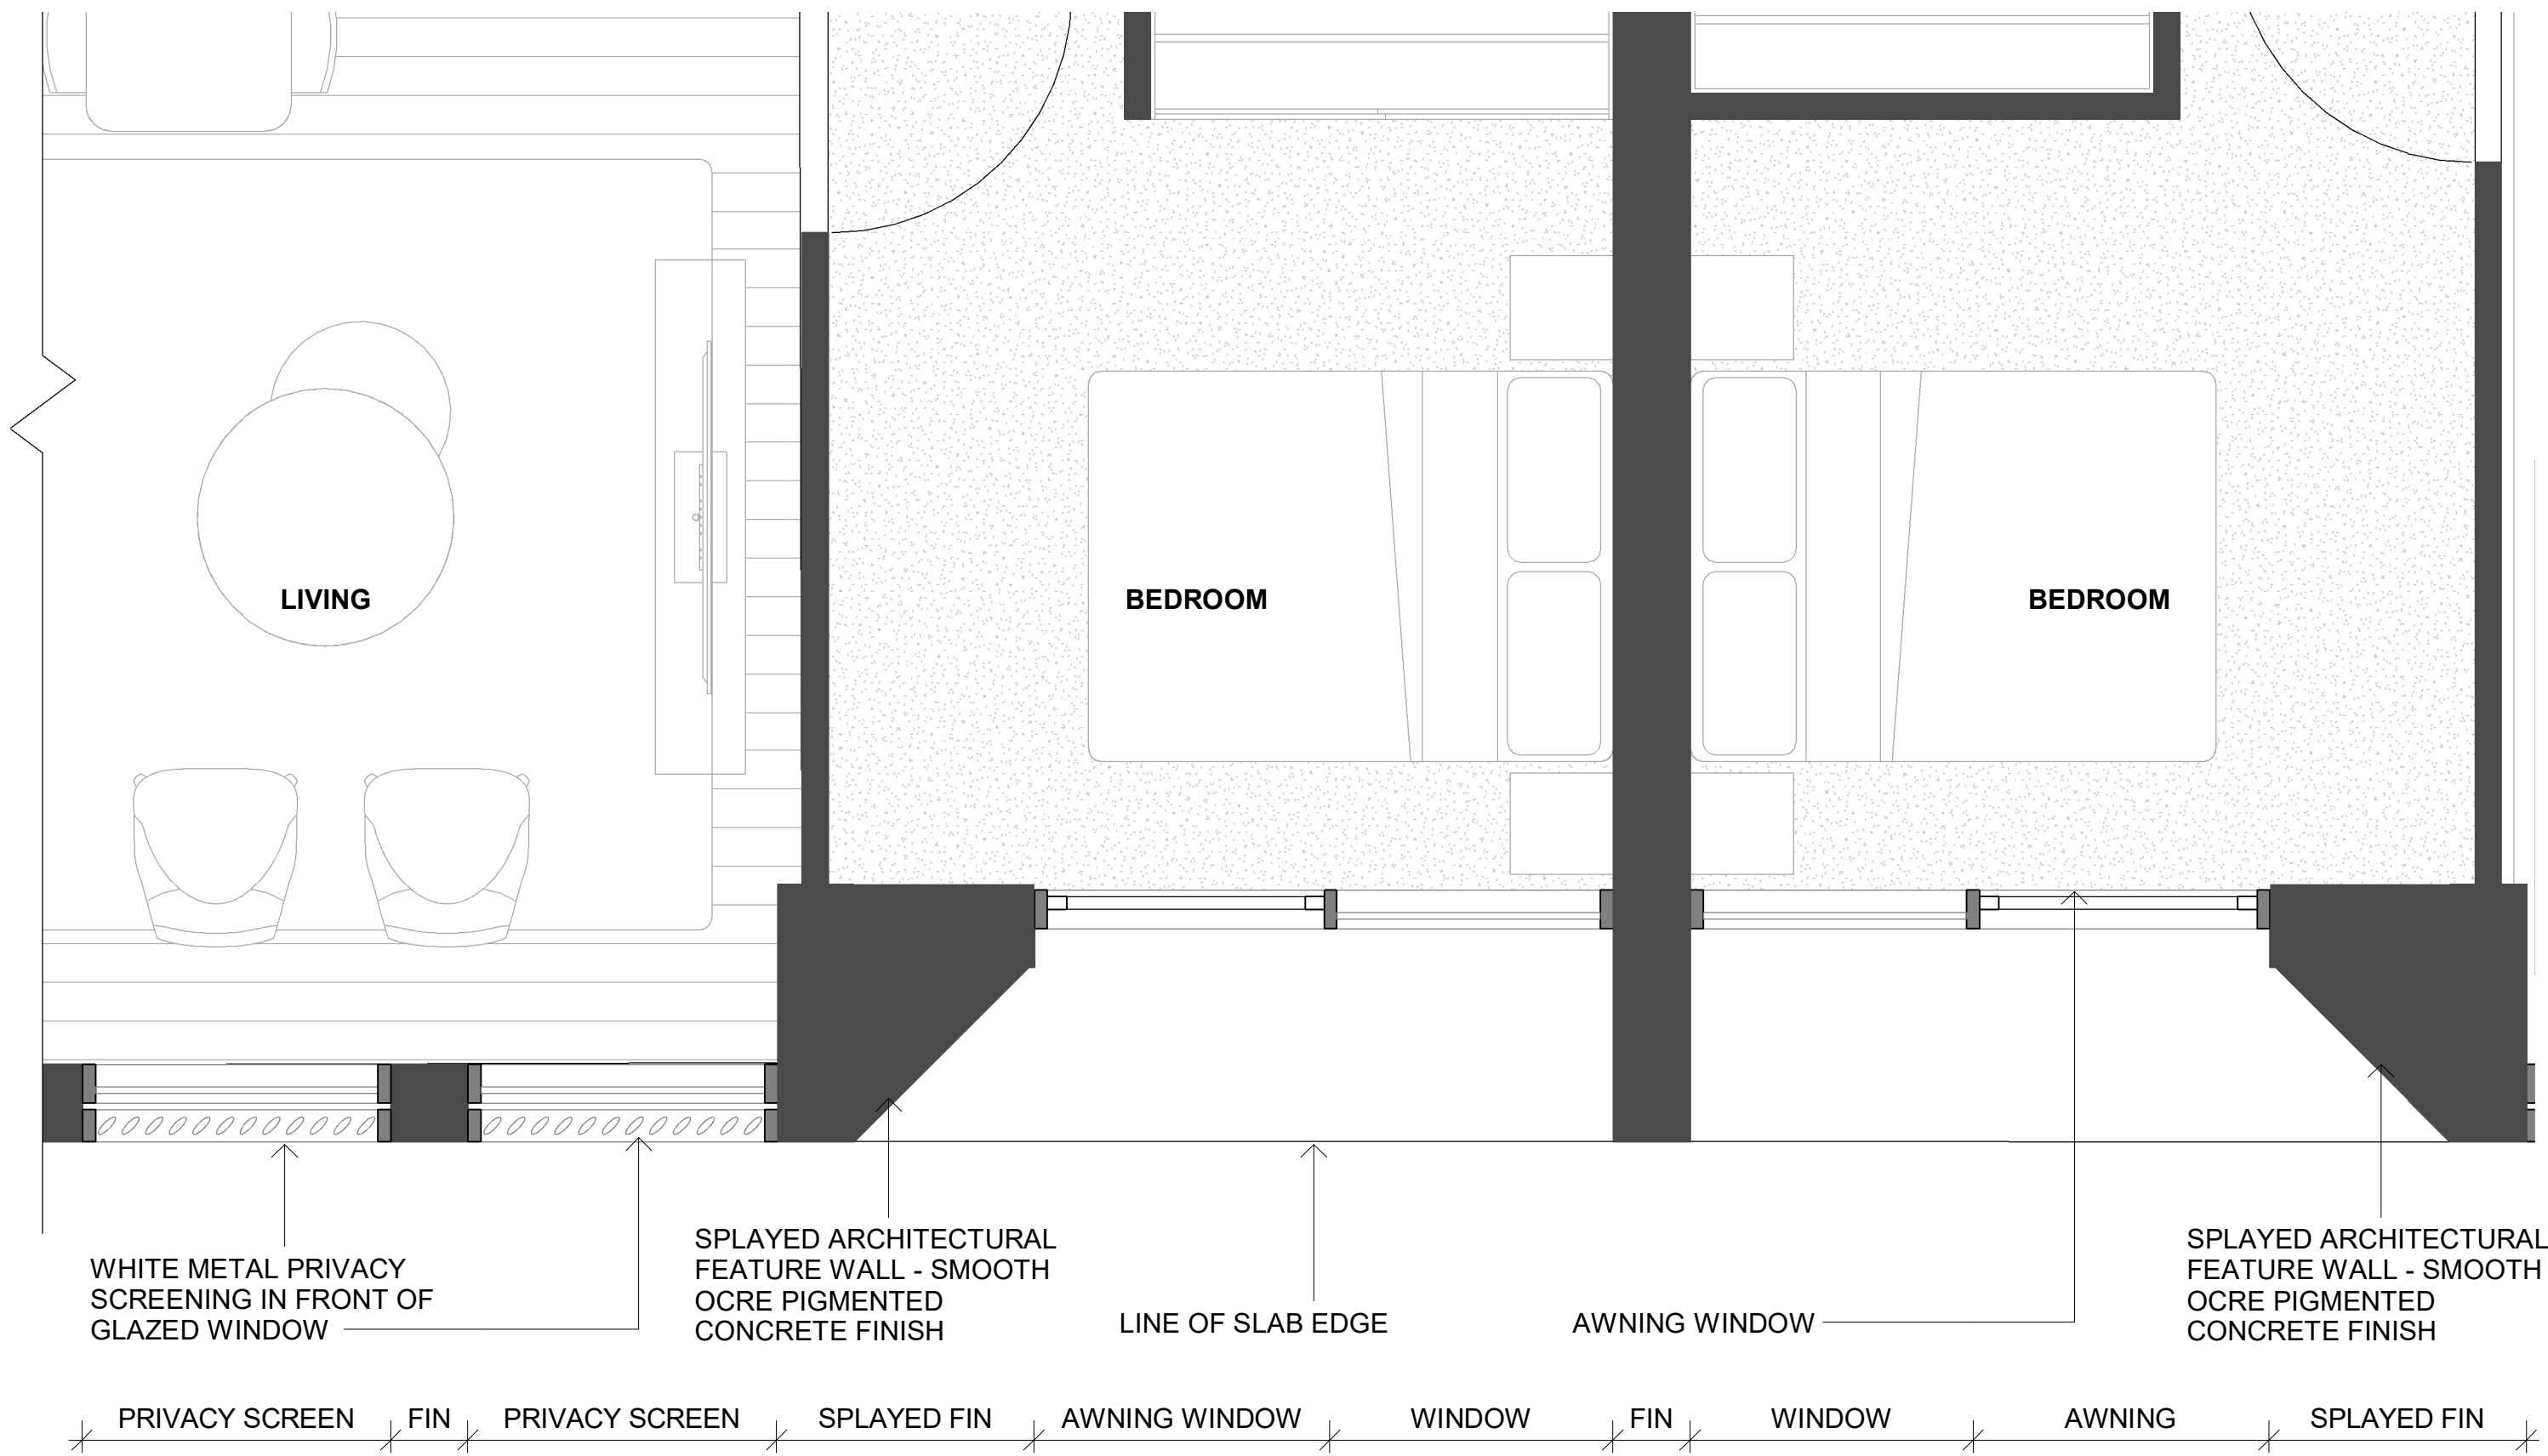 LIVING
BEDROOM
BEDROOM
WHITE METAL PRIVACY
SCREENING IN FRONT OF
GLAZED WINDOW
SPLAYED ARCHITECTURAL
FEATURE WALL - SMOOTH
OCRE PIGMENTED
CONCRETE FINISH
LINE OF SLAB EDGE
AWNING WINDOW
SPLAYED ARCHITECTURAL
FEATURE WALL - SMOOTH
OCRE PIGMENTED
CONCRETE FINISH
PRIVACY SCREEN
FIN
PRIVACY SCREEN
SPLAYED FIN
AWNING WINDOW
WINDOW
FIN
WINDOW
AWNING
SPLAYED FIN